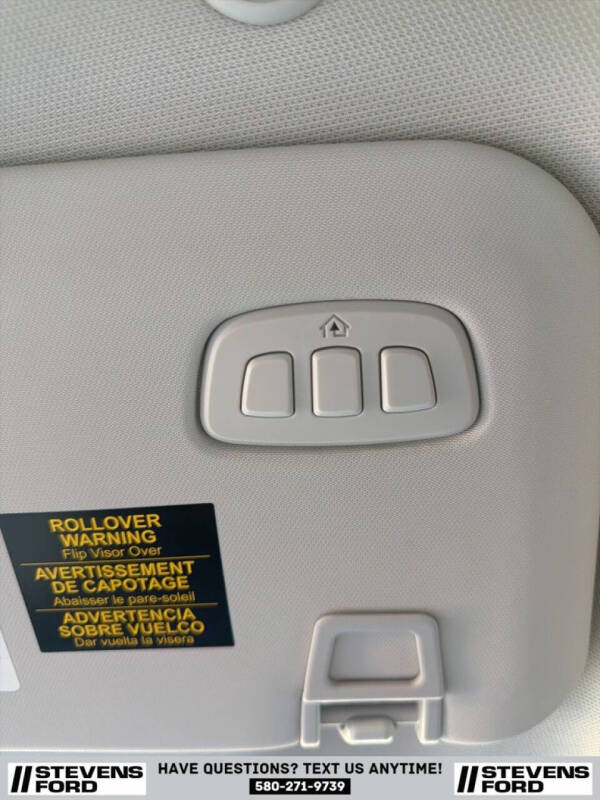 ROLLOVER
WARNING
Flip Visor Over
AVERTISSEMENT
DE CAPOTAGE
Abaisser le pare-soleil
ADVERTENCIA
SOBRE VUELCO
Dar vuelta la visera
//STEVENS
FORD
HAVE QUESTIONS? TEXT US ANYTIME!
580-271-9739
//STEVENS
FORD